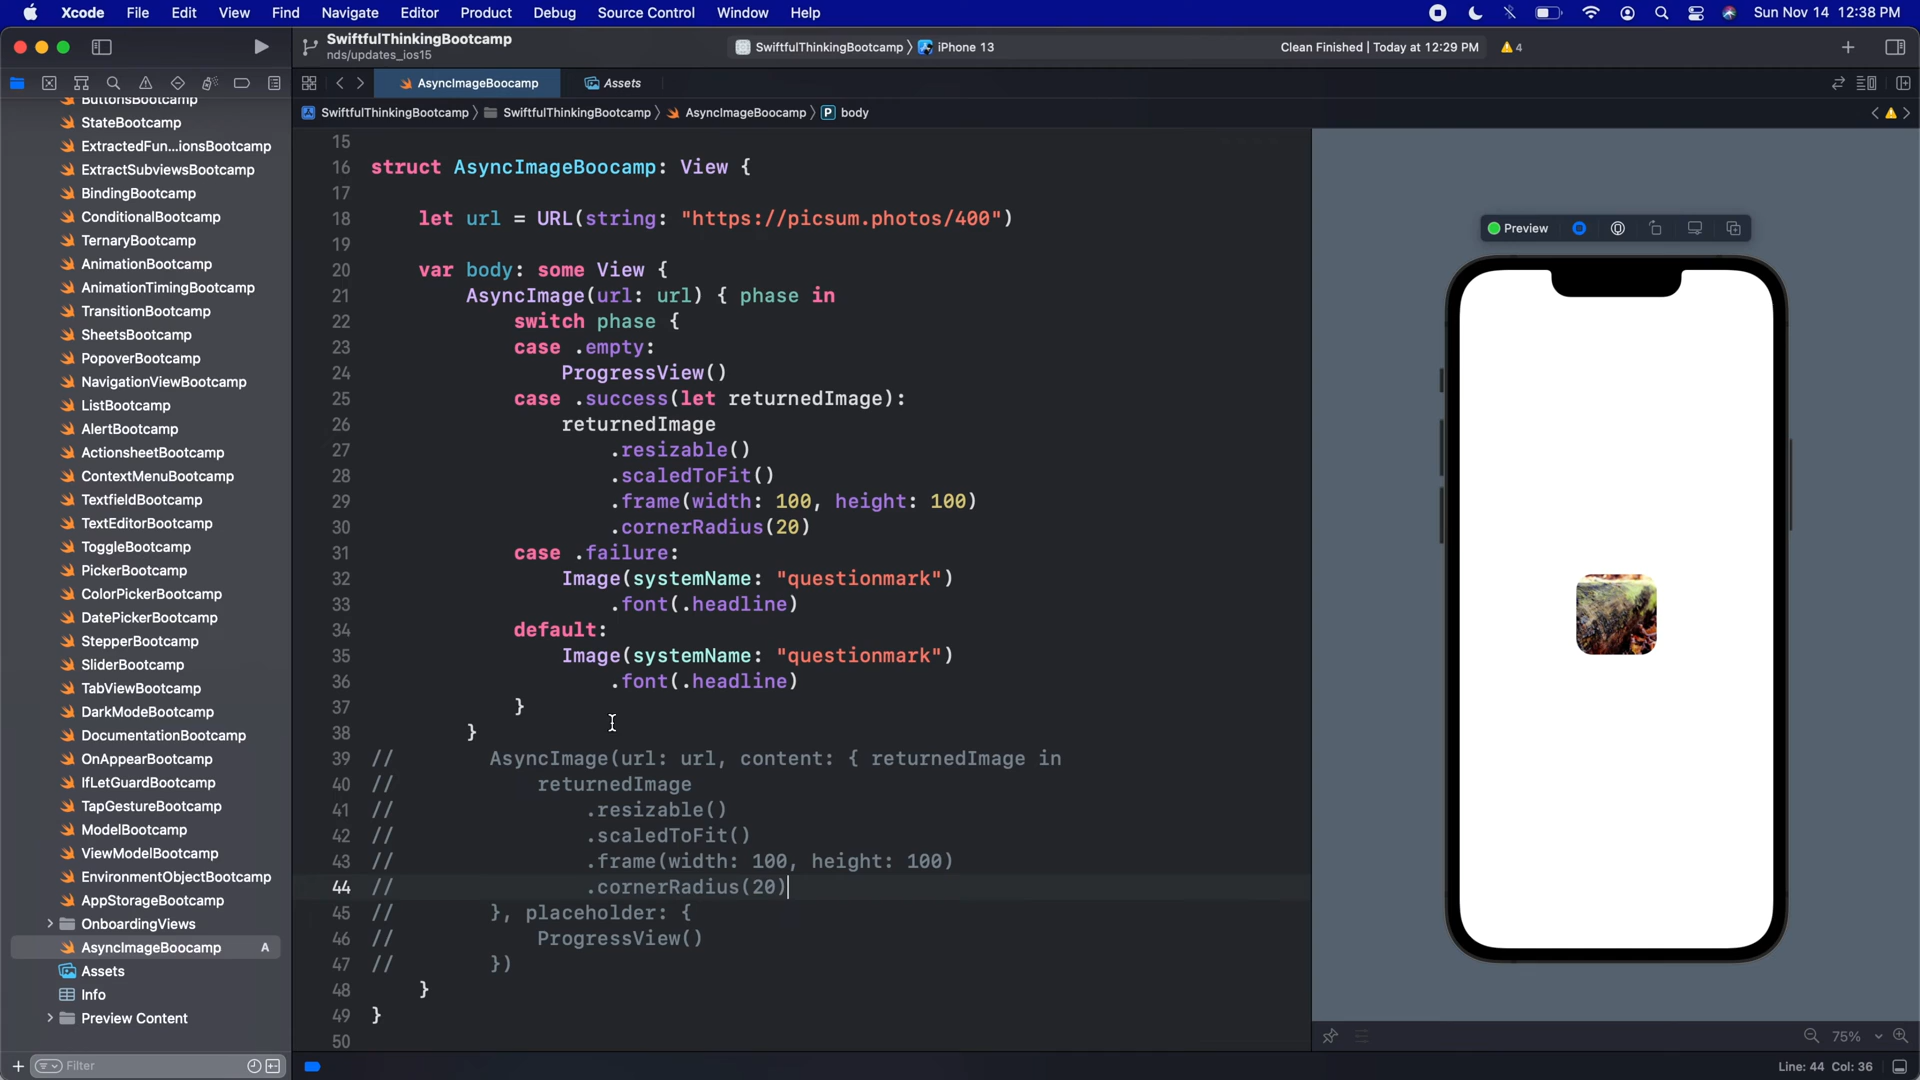 Xcode File Edit View Find Navigate Editor Product Debug Source Control Window Help Sun Nov 14 12:38 PM
SwiftfulThinkingBootcamp
nds/updates_ios15
SwiftfulThinkingBootcamp 〉 iPhone 13
Clean Finished | Today at 12:29 PM 4
AsyncImageBoocamp Assets
SwiftfulThinkingBootcamp 〉 SwiftfulThinkingBootcamp 〉 AsyncImageBoocamp 〉 P body
ButtonsBootcamp
StateBootcamp
ExtractedFun...ionsBootcamp
ExtractSubviewsBootcamp
BindingBootcamp
ConditionalBootcamp
TernaryBootcamp
AnimationBootcamp
AnimationTimingBootcamp
TransitionBootcamp
SheetsBootcamp
PopoverBootcamp
NavigationViewBootcamp
ListBootcamp
AlertBootcamp
ActionsheetBootcamp
ContextMenuBootcamp
TextfieldBootcamp
TextEditorBootcamp
ToggleBootcamp
PickerBootcamp
ColorPickerBootcamp
DatePickerBootcamp
StepperBootcamp
SliderBootcamp
TabViewBootcamp
DarkModeBootcamp
DocumentationBootcamp
OnAppearBootcamp
IfLetGuardBootcamp
TapGestureBootcamp
ModelBootcamp
ViewModelBootcamp
EnvironmentObjectBootcamp
AppStorageBootcamp
OnboardingViews
AsyncImageBoocamp A
Assets
Info
Preview Content
Filter
15
16 struct AsyncImageBoocamp: View {
17
18 let url = URL(string: "https://picsum.photos/400")
19
20 var body: some View {
21 AsyncImage(url: url) { phase in
22 switch phase {
23 case .empty:
24 ProgressView()
25 case .success(let returnedImage):
26 returnedImage
27 .resizable()
28 .scaledToFit()
29 .frame(width: 100, height: 100)
30 .cornerRadius(20)
31 case .failure:
32 Image(systemName: "questionmark")
33 .font(.headline)
34 default:
35 Image(systemName: "questionmark")
36 .font(.headline)
37 }
38 }
39 // AsyncImage(url: url, content: { returnedImage in
40 // returnedImage
41 // .resizable()
42 // .scaledToFit()
43 // .frame(width: 100, height: 100)
44 // .cornerRadius(20)
45 // }, placeholder: {
46 // ProgressView()
47 // })
48 }
49 }
50
Preview
75%
Line: 44 Col: 36